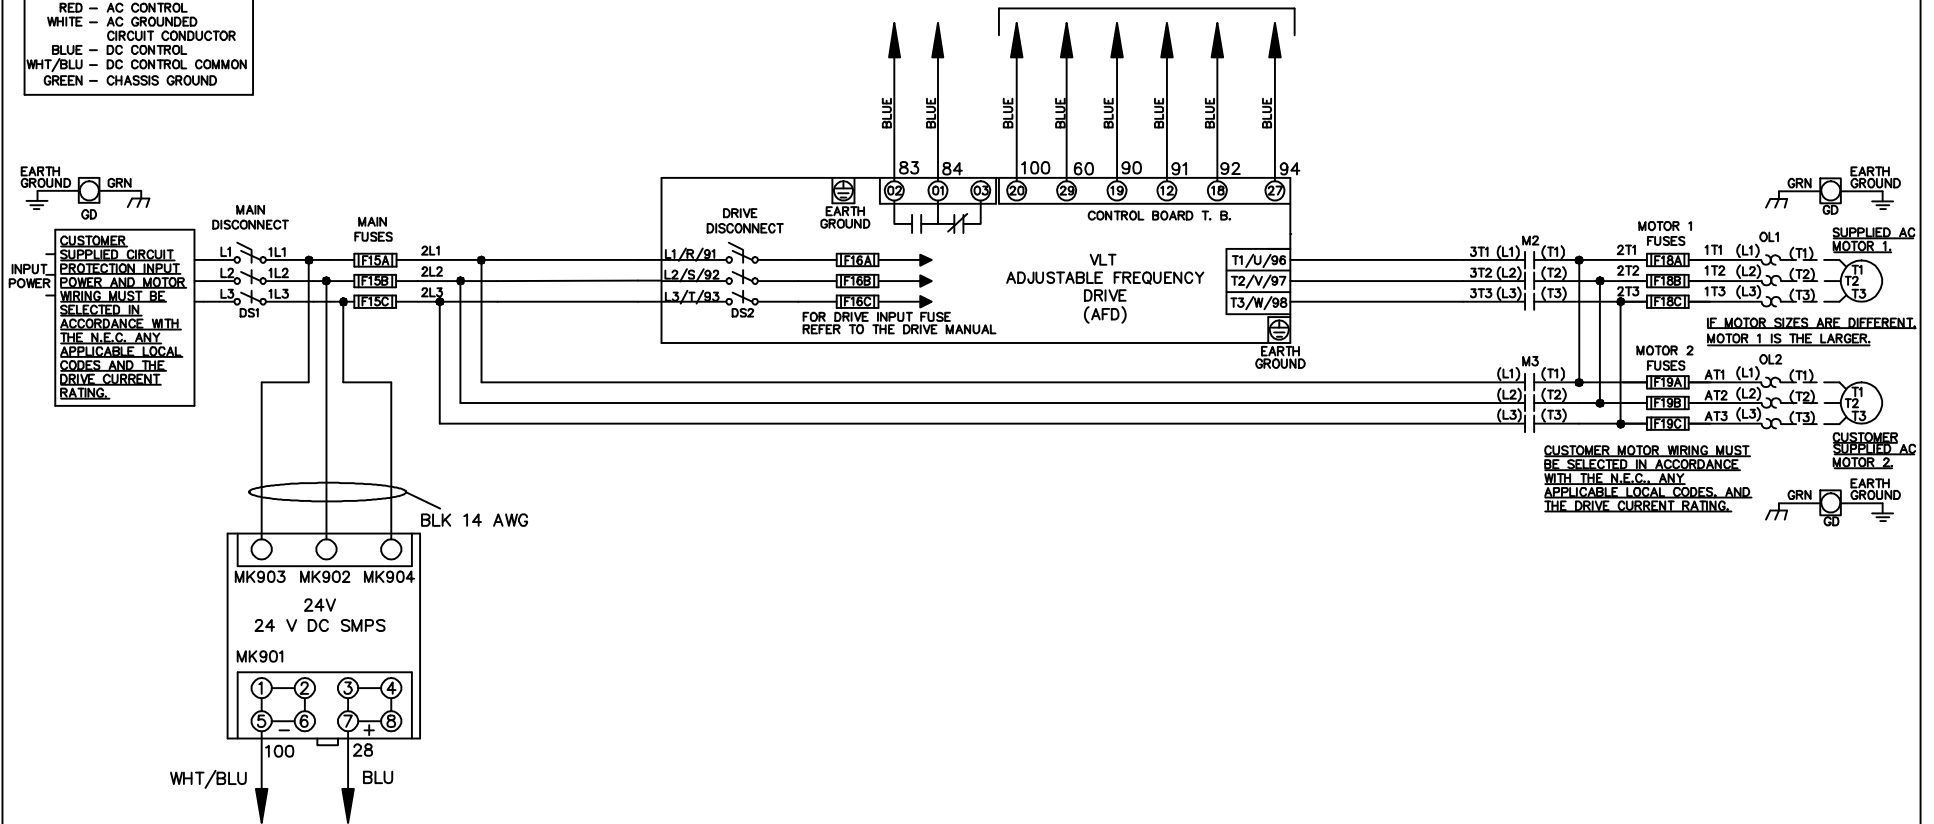 RED – AC CONTROL
WHITE – AC GROUNDED
CIRCUIT CONDUCTOR
BLUE – DC CONTROL
WHT/BLU – DC CONTROL COMMON
GREEN – CHASSIS GROUND
BLUE
BLUE
BLUE
BLUE
BLUE
BLUE
BLUE
BLUE
83
84
100
60
90
91
92
94
02
01
03
20
29
19
12
18
27
EARTH
GROUND
CONTROL BOARD T. B.
EARTH
GROUND
GRN
GD
CUSTOMER
SUPPLIED CIRCUIT
PROTECTION INPUT
POWER AND MOTOR
WIRING MUST BE
SELECTED IN
ACCORDANCE WITH
THE N.E.C. ANY
APPLICABLE LOCAL
CODES AND THE
DRIVE CURRENT
RATING.
INPUT
POWER
MAIN
DISCONNECT
L1
1L1
L2
1L2
L3
1L3
DS1
MAIN
FUSES
F15A
F15B
F15C
2L1
2L2
2L3
L1/R/91
L2/S/92
L3/T/93
DRIVE
DISCONNECT
DS2
F16A
F16B
F16C
FOR DRIVE INPUT FUSE
REFER TO THE DRIVE MANUAL
VLT
ADJUSTABLE FREQUENCY
DRIVE
(AFD)
T1/U/96
T2/V/97
T3/W/98
EARTH
GROUND
M2
3T1 (L1) (T1)
3T2 (L2) (T2)
3T3 (L3) (T3)
MOTOR 1
FUSES
2T1 F18A 1T1 (L1)
2T2 F18B 1T2 (L2)
2T3 F18C 1T3 (L3)
OL1
(T1)
(T2)
(T3)
T1
T2
T3
GRN
GD
EARTH
GROUND
SUPPLIED AC
MOTOR 1.
IF MOTOR SIZES ARE DIFFERENT,
MOTOR 1 IS THE LARGER.
M3
(L1) (T1)
(L2) (T2)
(L3) (T3)
MOTOR 2
FUSES
F19A AT1 (L1)
F19B AT2 (L2)
F19C AT3 (L3)
OL2
(T1)
(T2)
(T3)
T1
T2
T3
CUSTOMER
SUPPLIED AC
MOTOR 2.
CUSTOMER MOTOR WIRING MUST
BE SELECTED IN ACCORDANCE
WITH THE N.E.C., ANY
APPLICABLE LOCAL CODES, AND
THE DRIVE CURRENT RATING.
GRN
GD
EARTH
GROUND
BLK 14 AWG
MK903 MK902 MK904
24V
24 V DC SMPS
MK901
1 2 3 4
5 6 7 8
– +
100
28
WHT/BLU
BLU